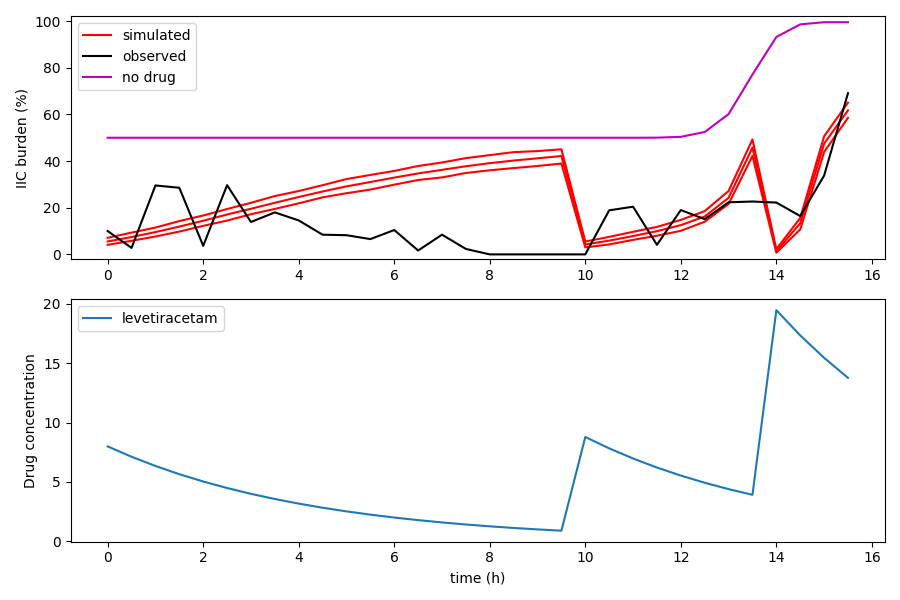 100
80
60
40
20
0
IIC burden (%)
simulated
observed
no drug
0 2 4 6 8 10 12 14 16
20
15
10
5
0
Drug concentration
levetiracetam
0 2 4 6 8 10 12 14 16
time (h)